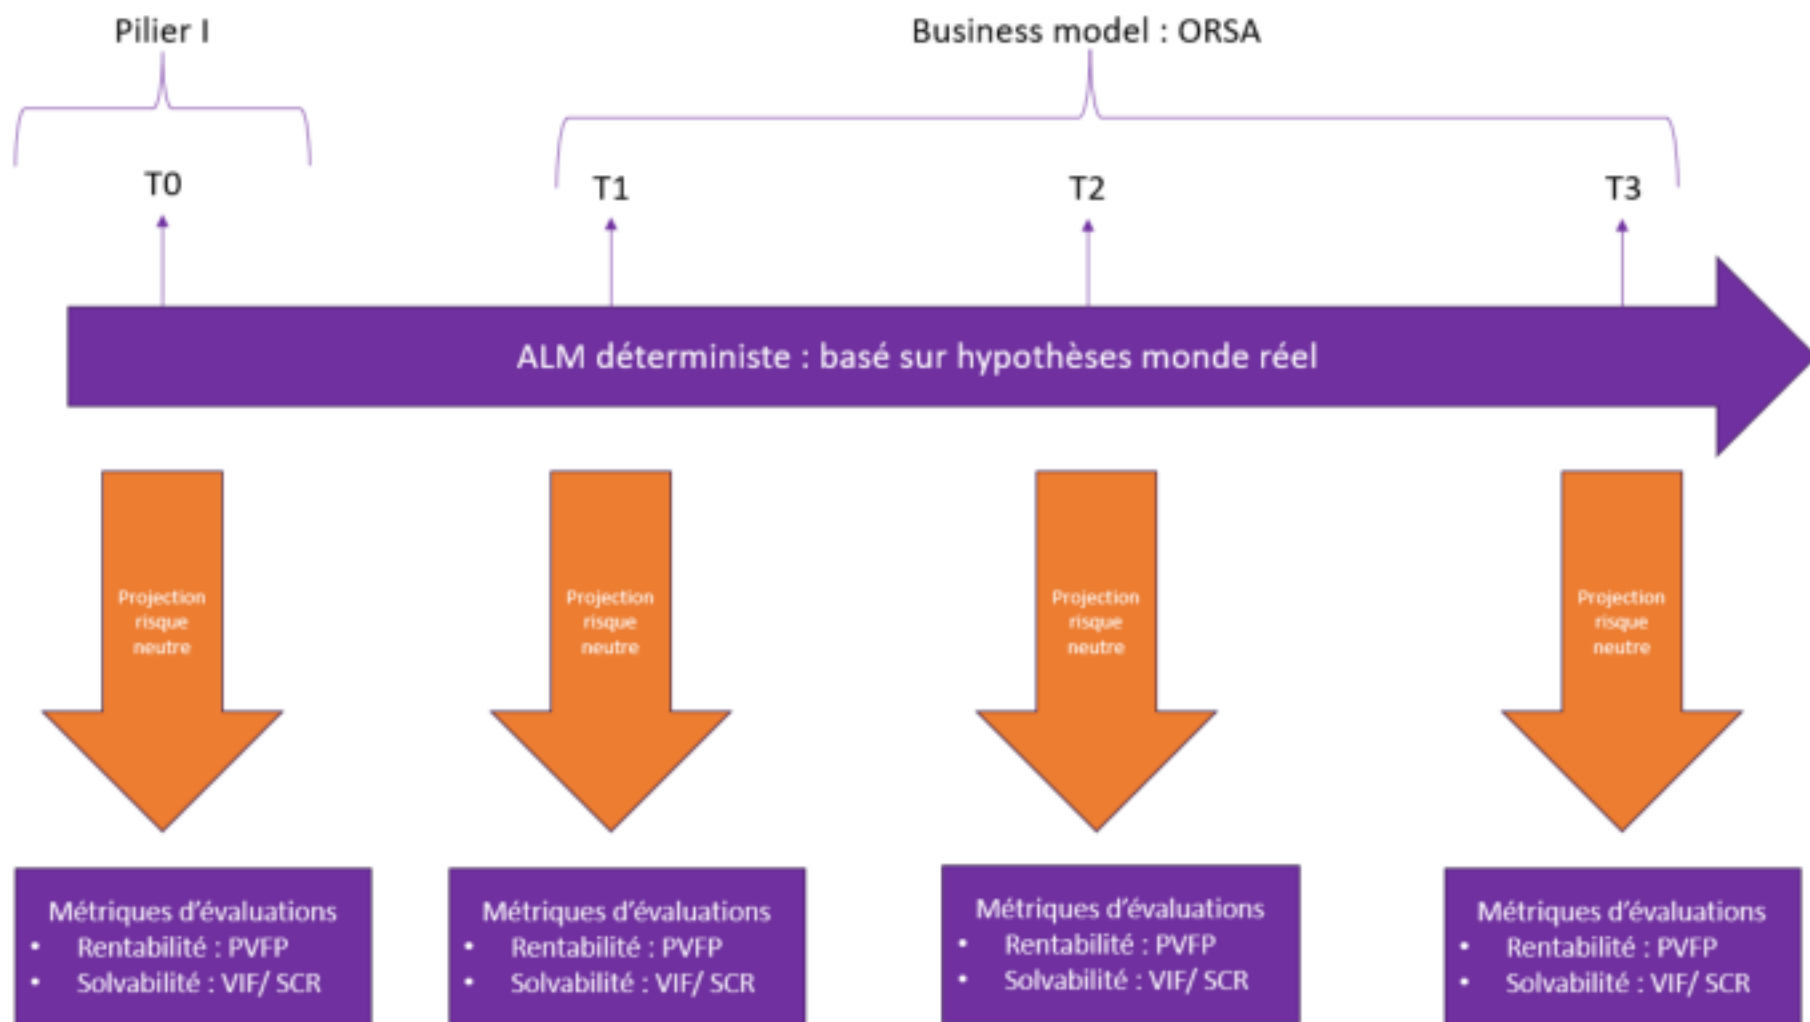 Pilier I
Business model : ORSA
T0
T1
T2
T3
ALM déterministe : basé sur hypothèses monde réel
Projection
risque
neutre
Projection
risque
neutre
Projection
risque
neutre
Projection
risque
neutre
Métriques d'évaluations
• Rentabilité : PVFP
• Solvabilité : VIF/ SCR
Métriques d'évaluations
• Rentabilité : PVFP
• Solvabilité : VIF/ SCR
Métriques d'évaluations
• Rentabilité : PVFP
• Solvabilité : VIF/ SCR
Métriques d'évaluations
• Rentabilité : PVFP
• Solvabilité : VIF/ SCR